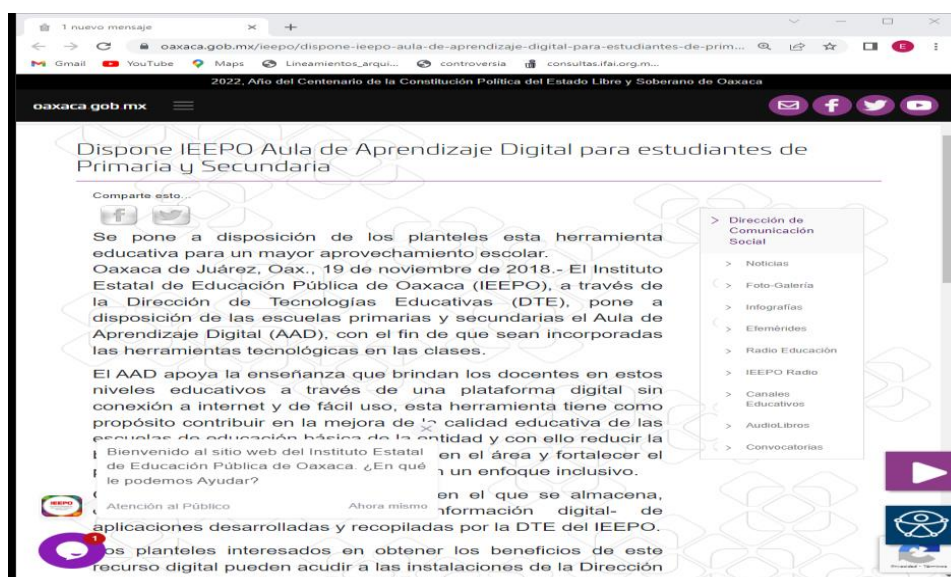 1 nuevo mensaje
oaxaca.gob.mx/ieepo/dispone-ieepo-aula-de-aprendizaje-digital-para-estudiantes-de-prim...
E
Gmail YouTube Maps Lineamientos_arqui... controversia consultas.ifai.org.m...
2022, Año del Centenario de la Constitución Política del Estado Libre y Soberano de Oaxaca
oaxaca gob mx
Dispone IEEPO Aula de Aprendizaje Digital para estudiantes de
Primaria y Secundaria
Comparte esto...
Se pone a disposición de los planteles esta herramienta
educativa para un mayor aprovechamiento escolar.
Oaxaca de Juárez, Oax., 19 de noviembre de 2018.- El Instituto
Estatal de Educación Pública de Oaxaca (IEEPO), a través de
la Dirección de Tecnologías Educativas (DTE), pone a
disposición de las escuelas primarias y secundarias el Aula de
Aprendizaje Digital (AAD), con el fin de que sean incorporadas
las herramientas tecnológicas en las clases.
El AAD apoya la enseñanza que brindan los docentes en estos
niveles educativos a través de una plataforma digital sin
conexión a internet y de fácil uso, esta herramienta tiene como
propósito contribuir en la mejora de calidad educativa de las
escuelas de educación básica de la entidad y con ello reducir la
en el área y fortalecer el
un enfoque inclusivo.
en el que se almacena,
información digital- de
aplicaciones desarrolladas y recopiladas por la DTE del IEEPO.
Los planteles interesados en obtener los beneficios de este
recurso digital pueden acudir a las instalaciones de la Dirección
Bienvenido al sitio web del Instituto Estatal
de Educación Pública de Oaxaca. ¿En qué
le podemos Ayudar?
Atención al Público Ahora mismo
IEEPO
1
Dirección de
Comunicación
Social
Noticias
Foto-Galería
Infografías
Efemérides
Radio Educación
IEEPO Radio
Canales
Educativos
AudioLibros
Convocatorias